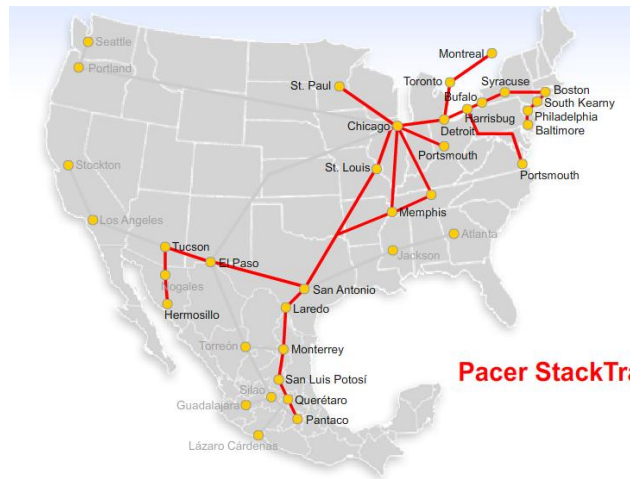 Seattle
Montreal
Portland
Toronto
Syracuse
Boston
St. Paul
Bufalo
South Kearny
Harrisbug
Philadelphia
Chicago
Detroit
Baltimore
Portsmouth
St. Louis
Portsmouth
Stockton
Memphis
Los Angeles
Atlanta
Tucson
Jackson
El Paso
Nogales
San Antonio
Hermosillo
Laredo
Torreón
Monterrey
Pacer StackTra
San Luis Potosí
Silao
Querétaro
Guadalajara
Pantaco
Lázaro Cárdenas